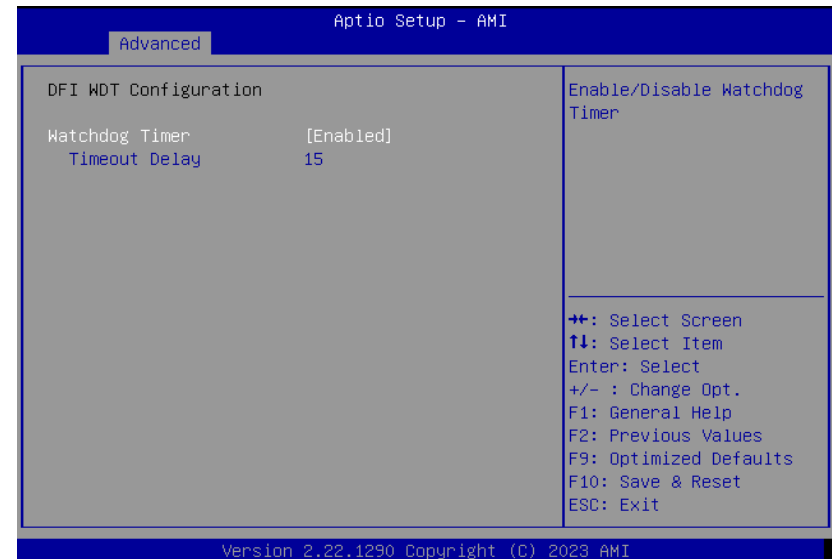 Aptio Setup – AMI
Advanced
DFI WDT Configuration
Watchdog Timer [Enabled]
Timeout Delay 15
Enable/Disable Watchdog
Timer
→←: Select Screen
↑↓: Select Item
Enter: Select
+/– : Change Opt.
F1: General Help
F2: Previous Values
F9: Optimized Defaults
F10: Save & Reset
ESC: Exit
Version 2.22.1290 Copyright (C) 2023 AMI